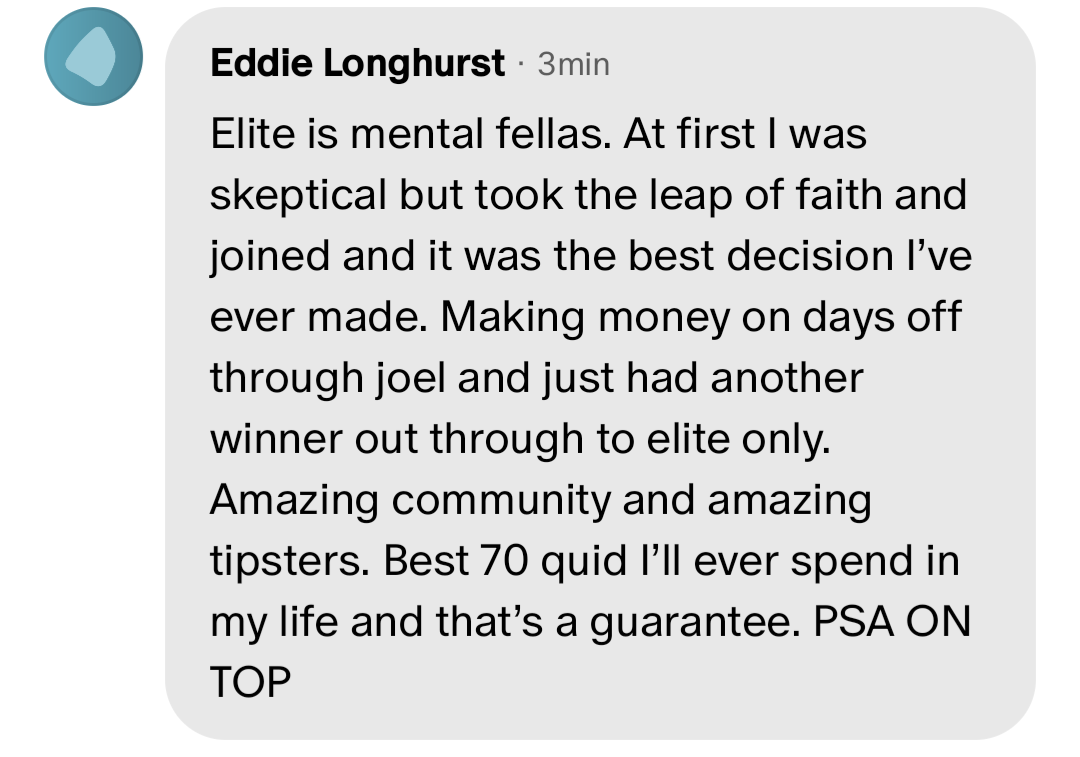 Eddie Longhurst · 3min
Elite is mental fellas. At first I was
skeptical but took the leap of faith and
joined and it was the best decision I’ve
ever made. Making money on days off
through joel and just had another
winner out through to elite only.
Amazing community and amazing
tipsters. Best 70 quid I’ll ever spend in
my life and that’s a guarantee. PSA ON
TOP